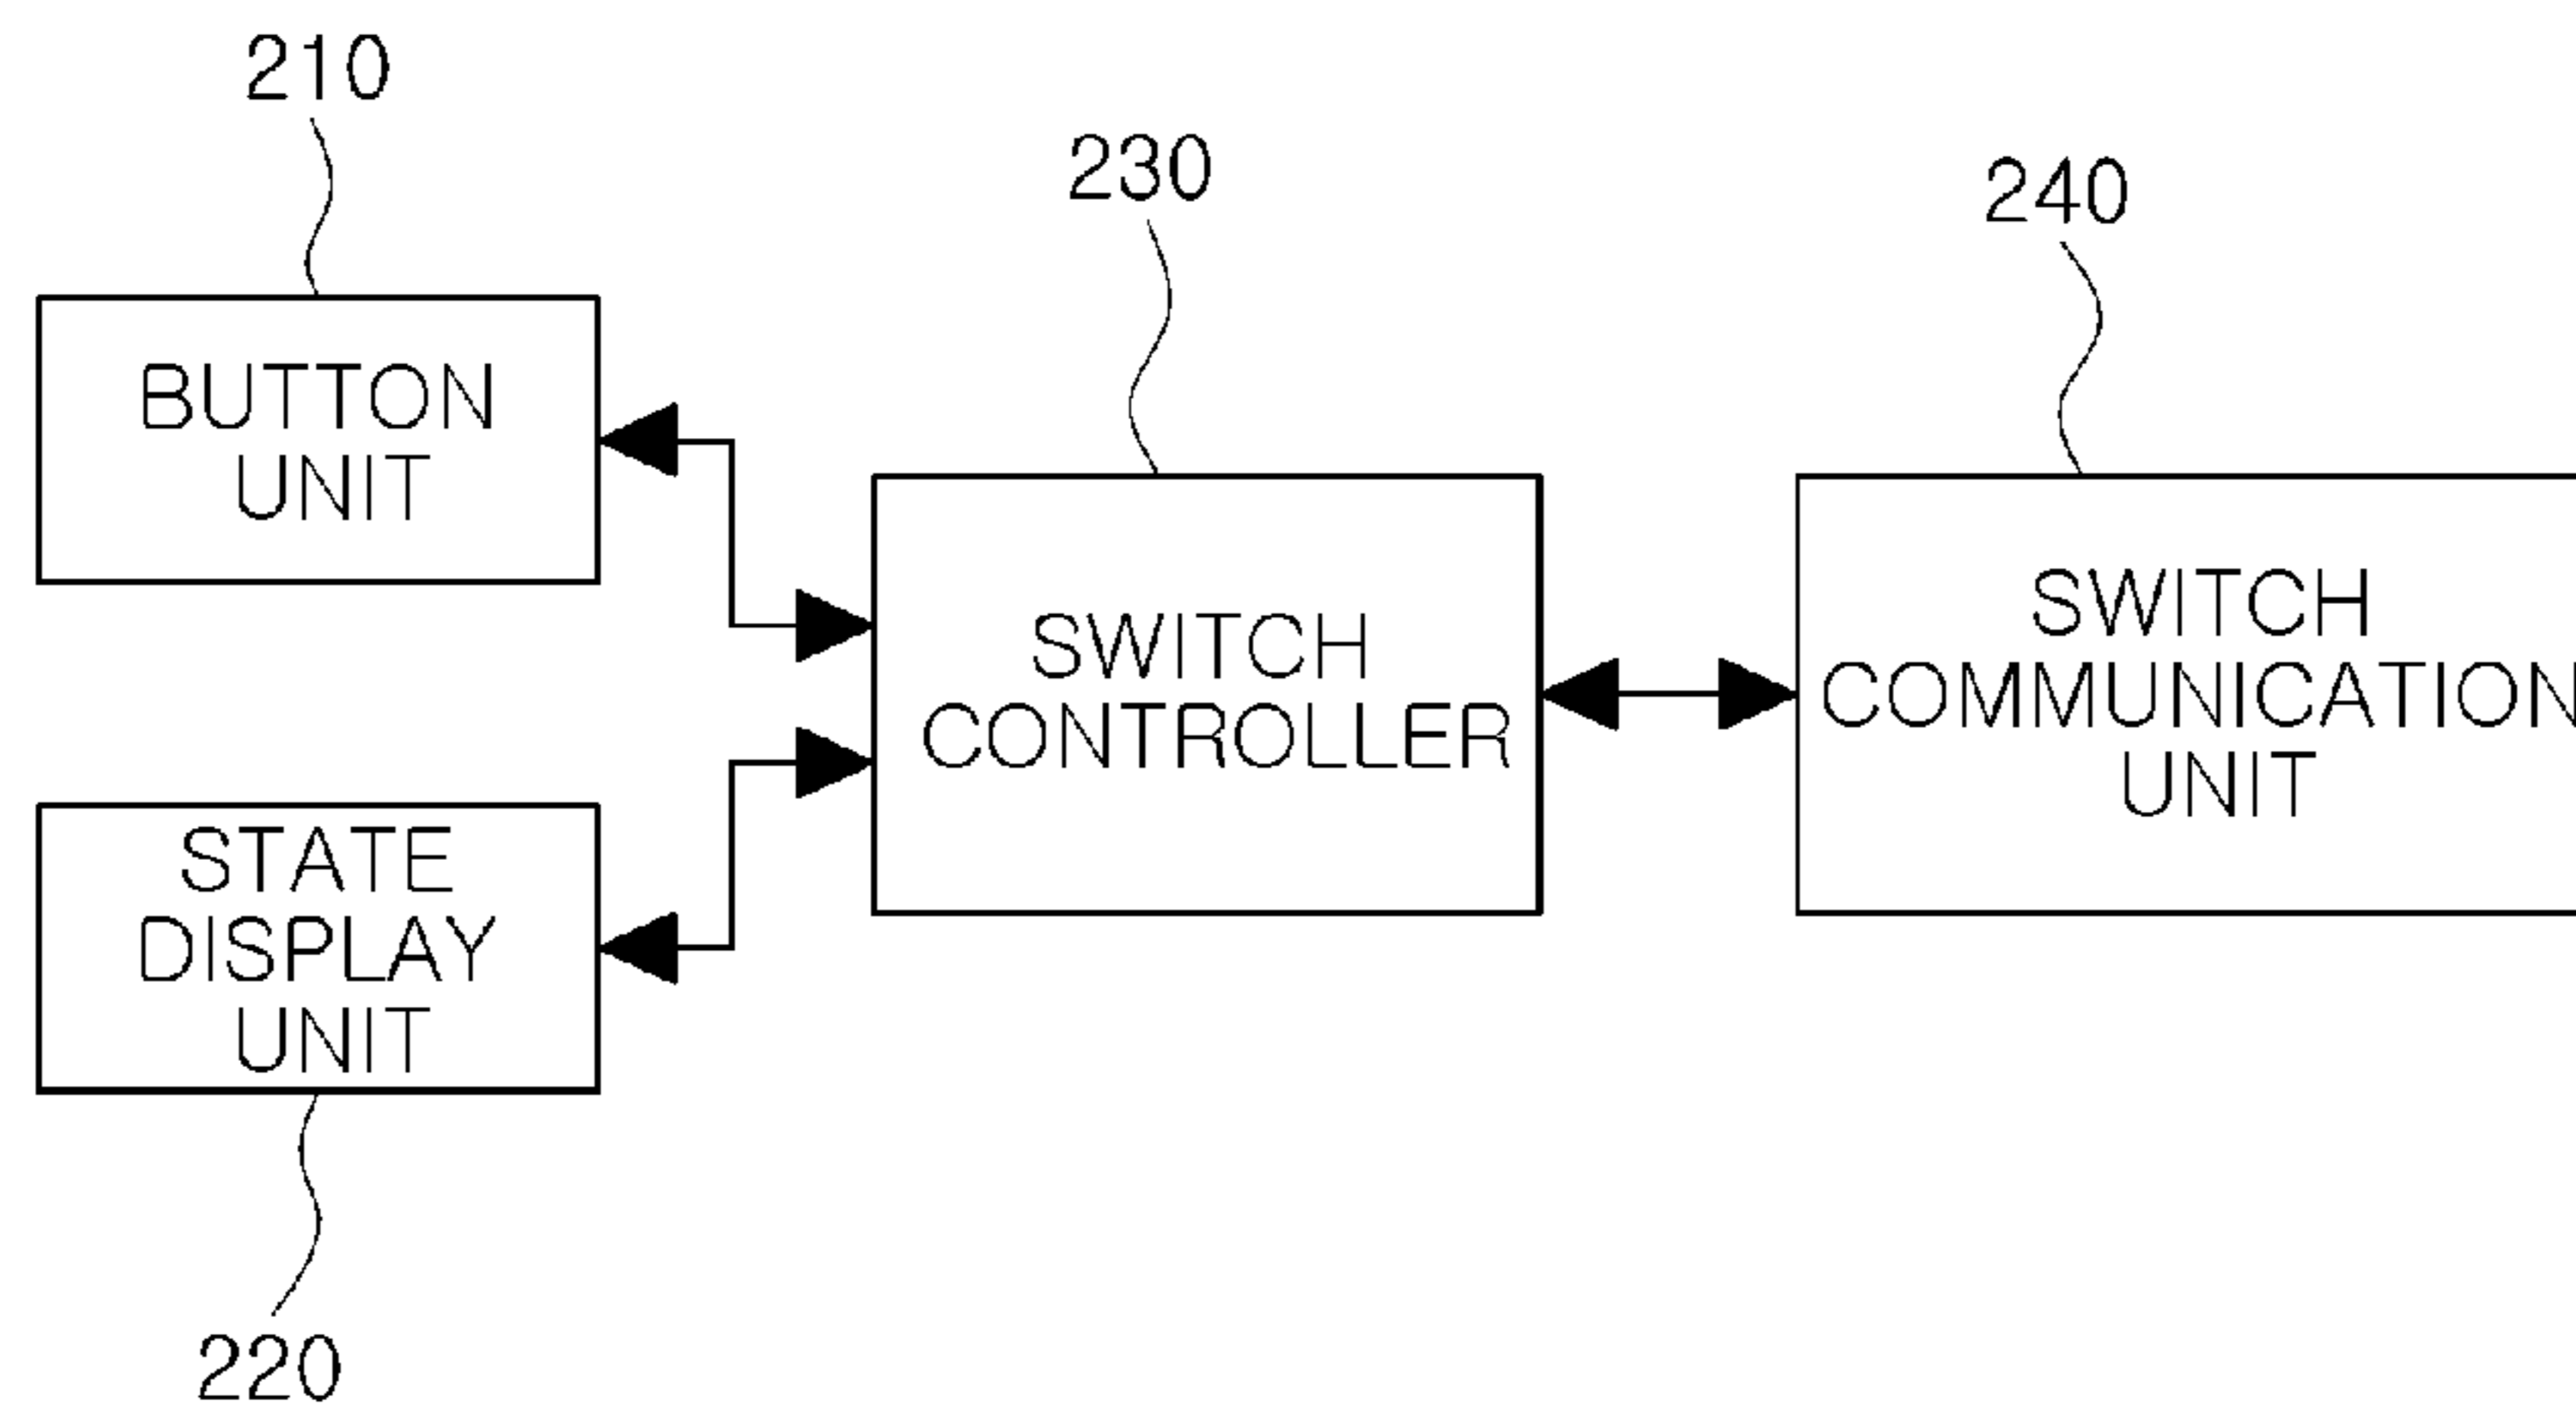 210
BUTTON
UNIT
230
SWITCH
CONTROLLER
240
SWITCH
COMMUNICATION
UNIT
STATE
DISPLAY
UNIT
220